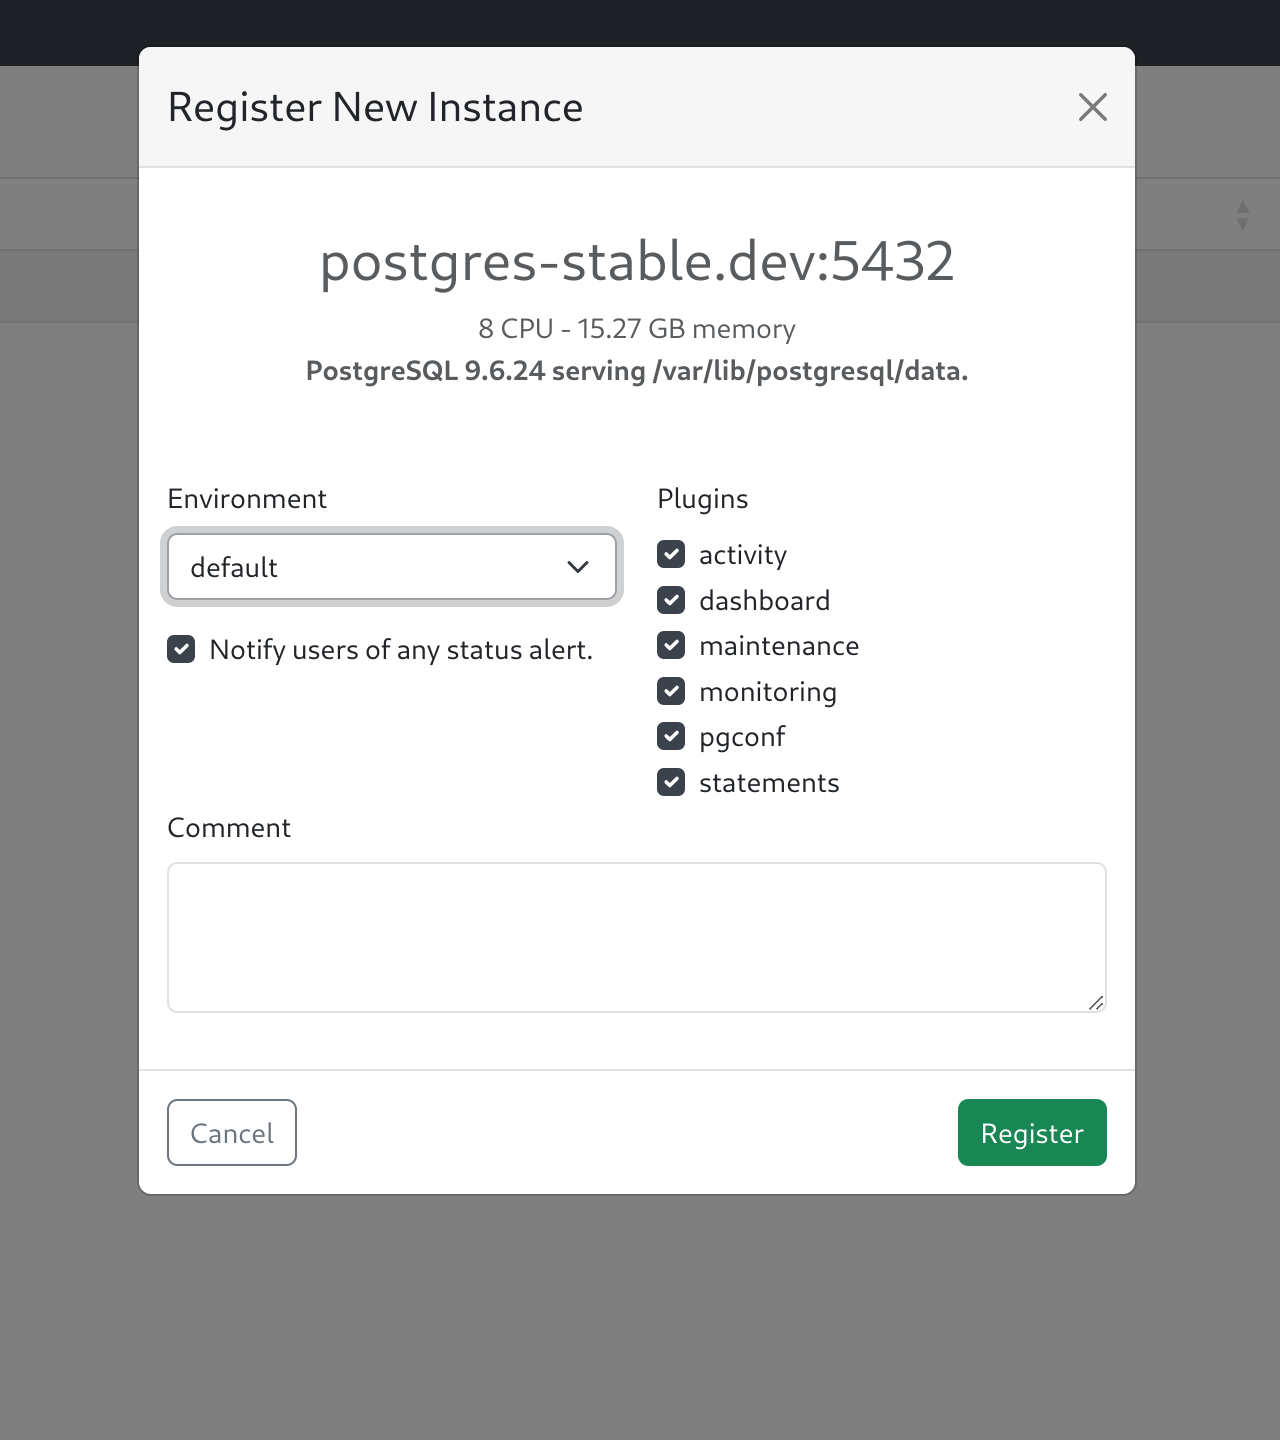 Register New Instance
postgres-stable.dev:5432
8 CPU - 15.27 GB memory
PostgreSQL 9.6.24 serving /var/lib/postgresql/data.
Environment
default
Notify users of any status alert.
Plugins
activity
dashboard
maintenance
monitoring
pgconf
statements
Comment
Cancel
Register